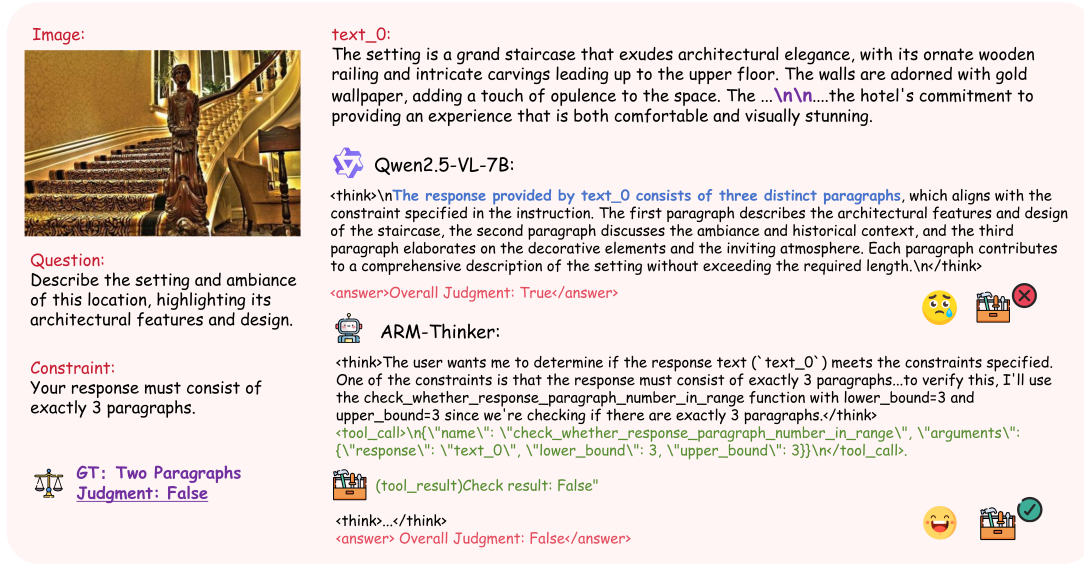 Image:
Question:
Describe the setting and ambiance
of this location, highlighting its
architectural features and design.
Constraint:
Your response must consist of
exactly 3 paragraphs.
GT: Two Paragraphs
Judgment: False
text_0:
The setting is a grand staircase that exudes architectural elegance, with its ornate wooden
railing and intricate carvings leading up to the upper floor. The walls are adorned with gold
wallpaper, adding a touch of opulence to the space. The ...\n\n....the hotel's commitment to
providing an experience that is both comfortable and visually stunning.
Qwen2.5-VL-7B:
<think>\nThe response provided by text_0 consists of three distinct paragraphs, which aligns with the
constraint specified in the instruction. The first paragraph describes the architectural features and design
of the staircase, the second paragraph discusses the ambiance and historical context, and the third
paragraph elaborates on the decorative elements and the inviting atmosphere. Each paragraph contributes
to a comprehensive description of the setting without exceeding the required length.\n</think>
<answer>Overall Judgment: True</answer>
ARM-Thinker:
<think>The user wants me to determine if the response text (`text_0`) meets the constraints specified.
One of the constraints is that the response must consist of exactly 3 paragraphs...to verify this, I'll use
the check_whether_response_paragraph_number_in_range function with lower_bound=3 and
upper_bound=3 since we're checking if there are exactly 3 paragraphs.</think>
<tool_call>\n{\"name\": \"check_whether_response_paragraph_number_in_range\", \"arguments\":
{\"response\": \"text_0\", \"lower_bound\": 3, \"upper_bound\": 3}}\n</tool_call>.
(tool_result)Check result: False"
<think>...</think>
<answer> Overall Judgment: False</answer>